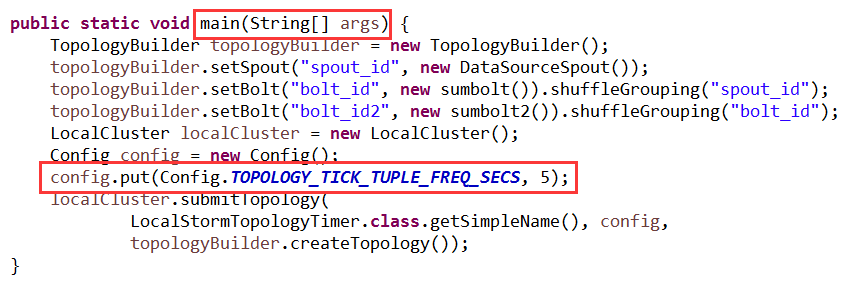 public static void main(String[] args) {
    TopologyBuilder topologyBuilder = new TopologyBuilder();
    topologyBuilder.setSpout("spout_id", new DataSourceSpout());
    topologyBuilder.setBolt("bolt_id", new sumbolt()).shuffleGrouping("spout_id");
    topologyBuilder.setBolt("bolt_id2", new sumbolt2()).shuffleGrouping("bolt_id");
    LocalCluster localCluster = new LocalCluster();
    Config config = new Config();
    config.put(Config.TOPOLOGY_TICK_TUPLE_FREQ_SECS, 5);
    localCluster.submitTopology(
            LocalStormTopologyTimer.class.getSimpleName(), config,
            topologyBuilder.createTopology());
}